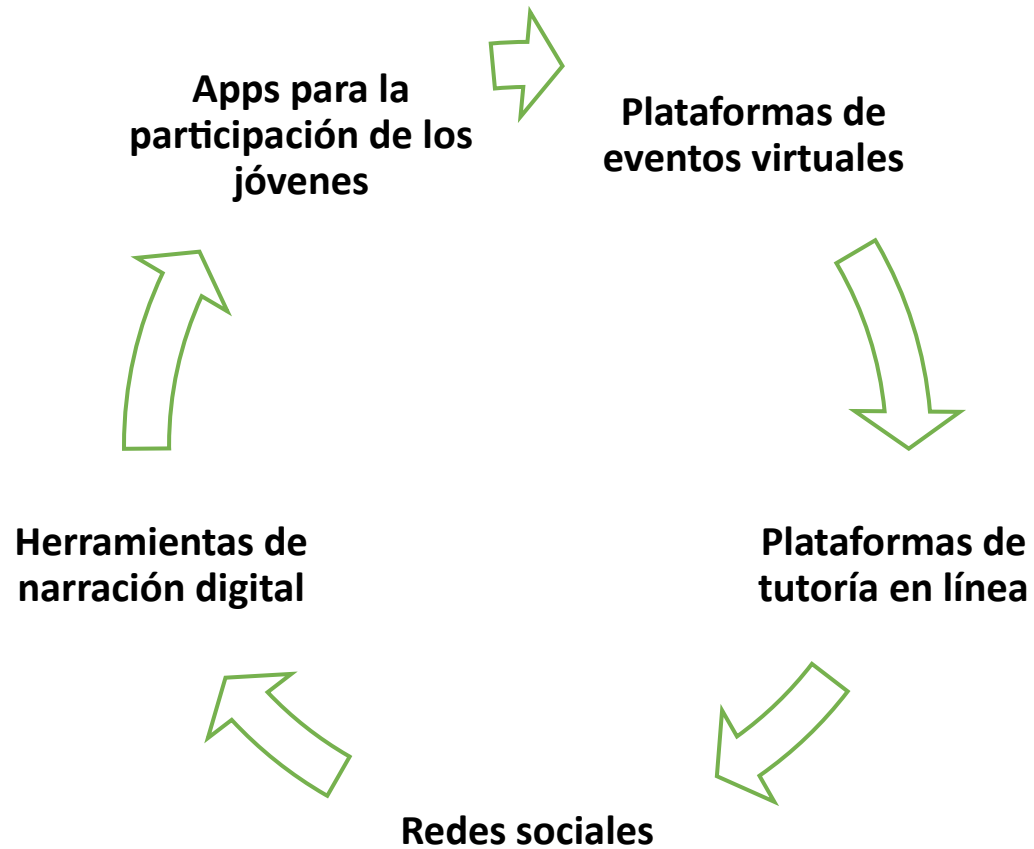 Apps para la
participación de los
jóvenes
Plataformas de
eventos virtuales
Plataformas de
tutoría en línea
Redes sociales
Herramientas de
narración digital